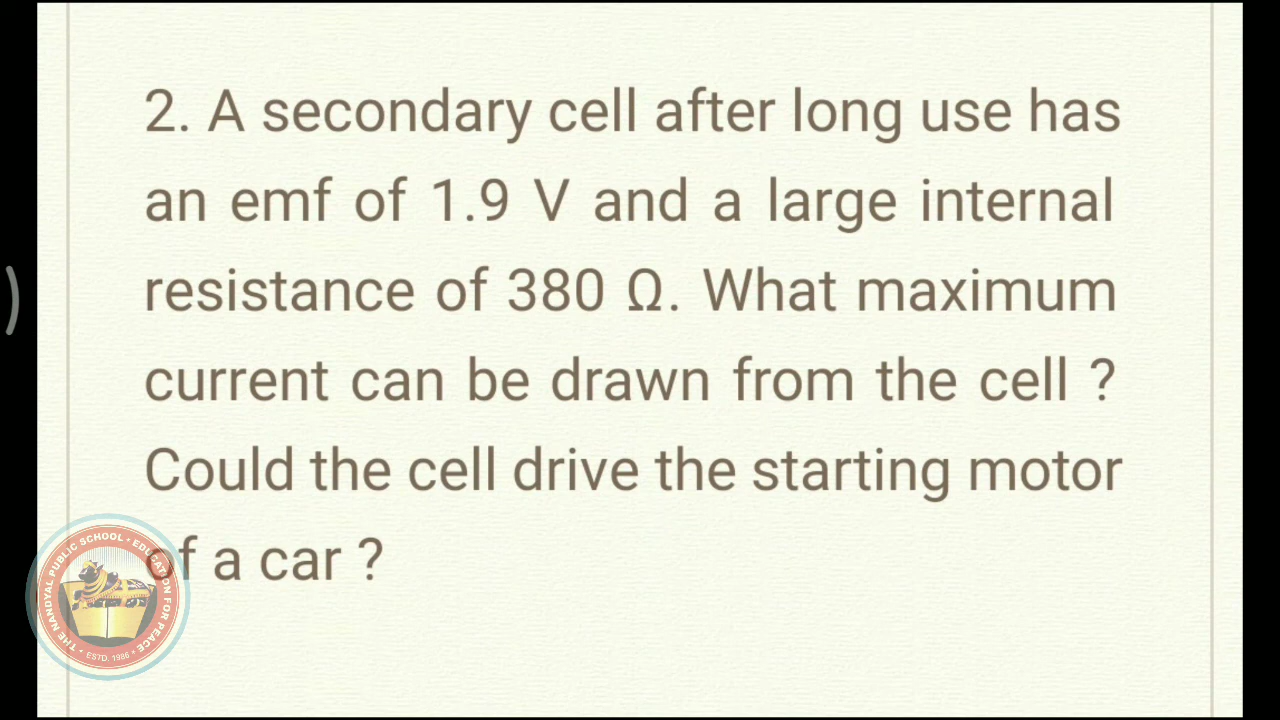 2. A secondary cell after long use has
an emf of 1.9 V and a large internal
resistance of 380 Ω. What maximum
current can be drawn from the cell ?
Could the cell drive the starting motor
of a car ?
THE NANDYAL PUBLIC SCHOOL • EDUCATION FOR PEACE
ESTD. 1986